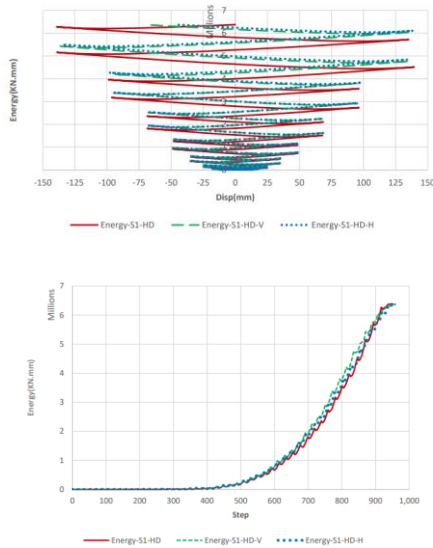 7
Millions
Energy(KN.mm)
-150 -125 -100 -75 -50 -25 0 25 50 75 100 125 150
Disp(mm)
Energy-S1-HD Energy-S1-HD-V Energy-S1-HD-H
7
Millions
6
5
4
Energy(KN.mm)
3
2
1
0
0 100 200 300 400 500 600 700 800 900 1,000
Step
Energy-S1-HD Energy-S1-HD-V Energy-S1-HD-H